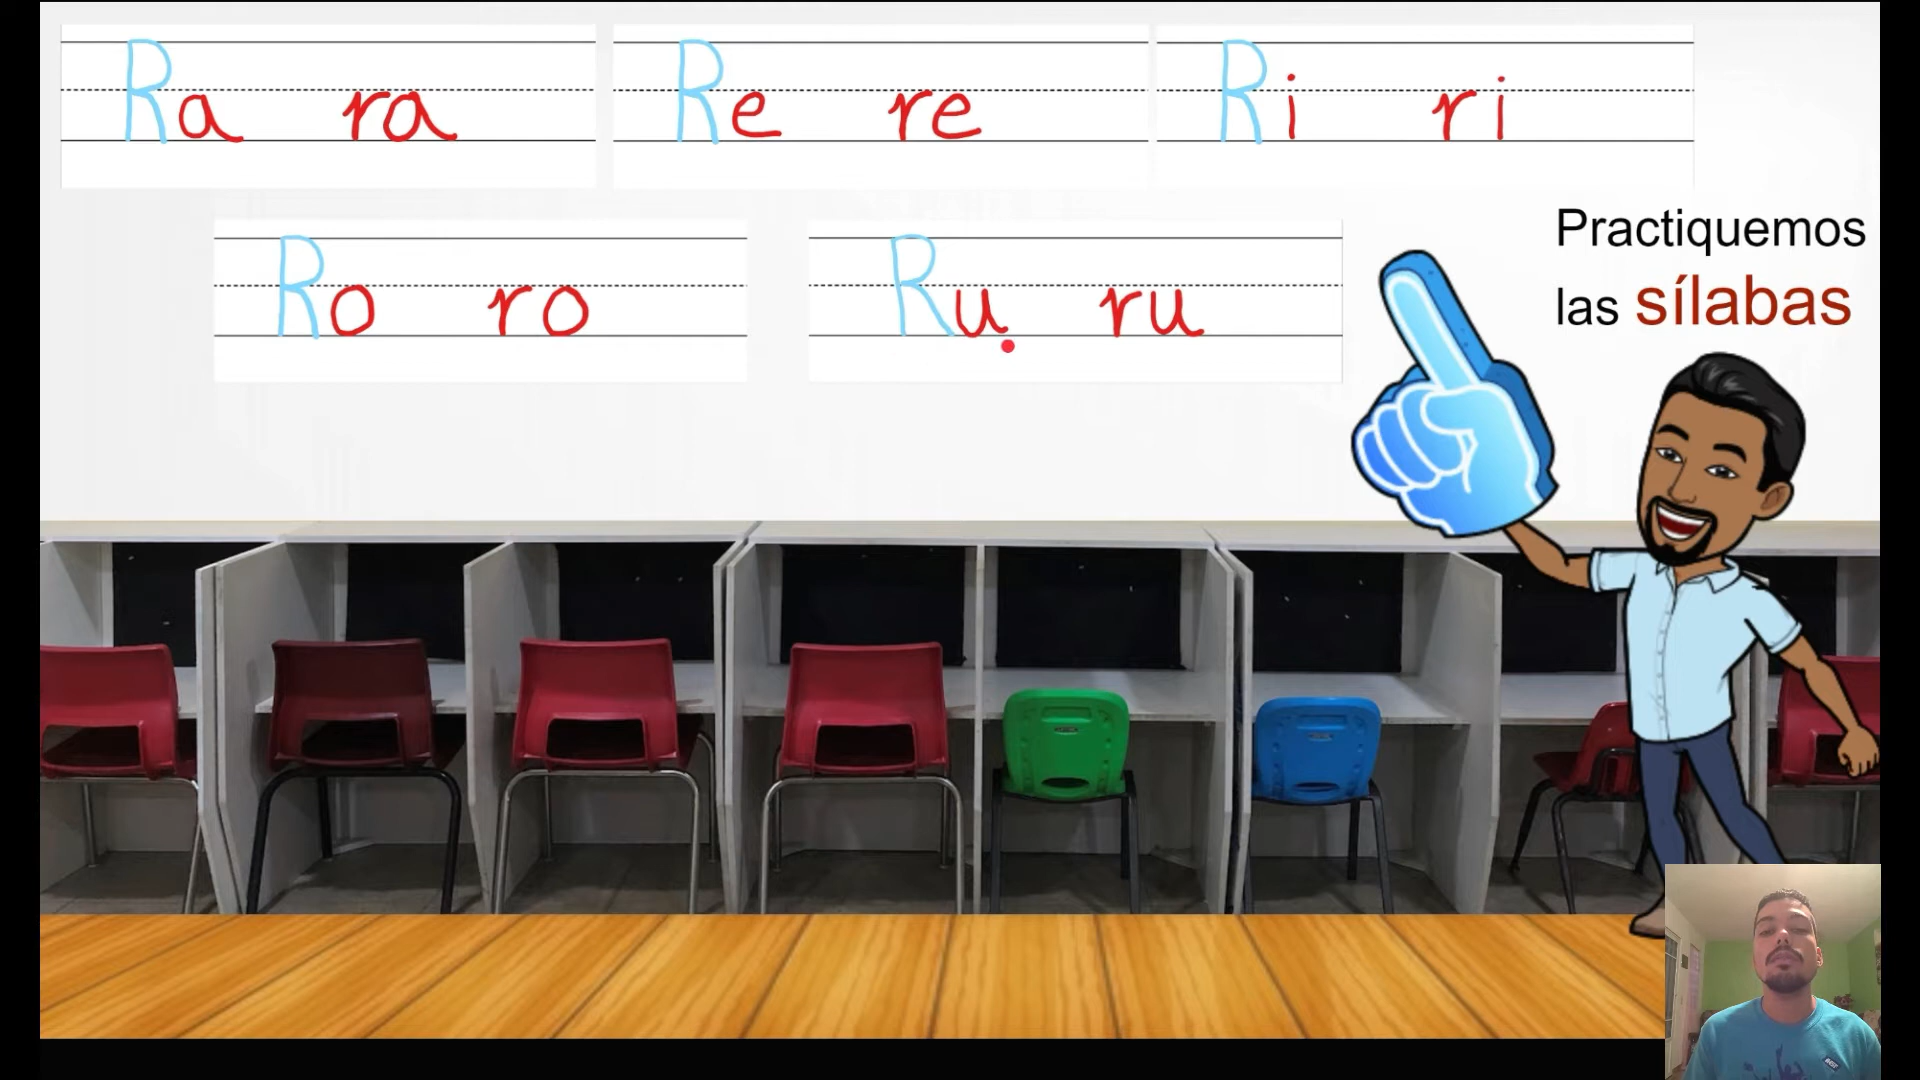 Ra ra
Re re
Ri ri
Ro ro
Ru ru
Practiquemos
las sílabas